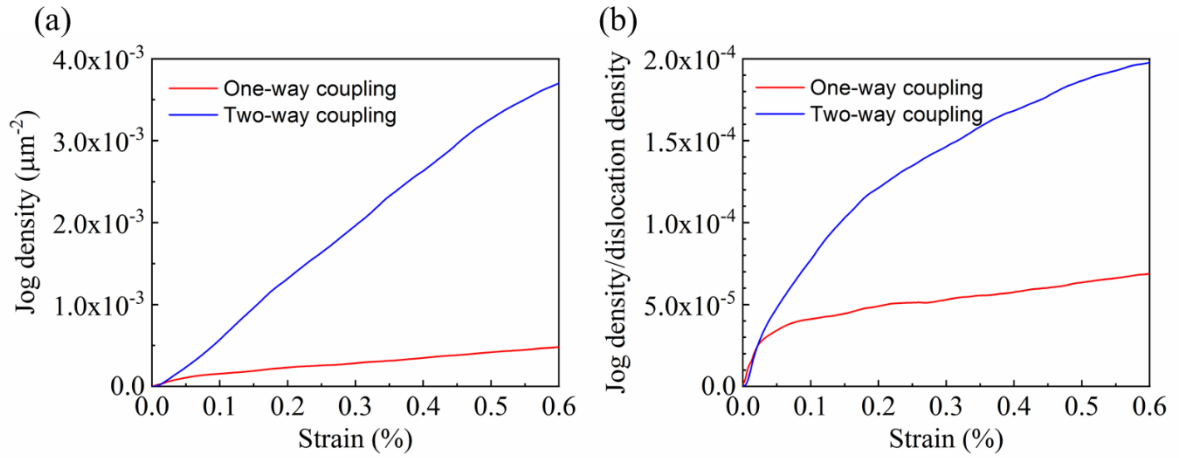 (a)
Jog density (μm⁻²)
4.0x10⁻³
3.0x10⁻³
2.0x10⁻³
1.0x10⁻³
0.0
One-way coupling
Two-way coupling
0.0 0.1 0.2 0.3 0.4 0.5 0.6
Strain (%)
(b)
Jog density/dislocation density
2.0x10⁻⁴
1.5x10⁻⁴
1.0x10⁻⁴
5.0x10⁻⁵
0.0
One-way coupling
Two-way coupling
0.0 0.1 0.2 0.3 0.4 0.5 0.6
Strain (%)